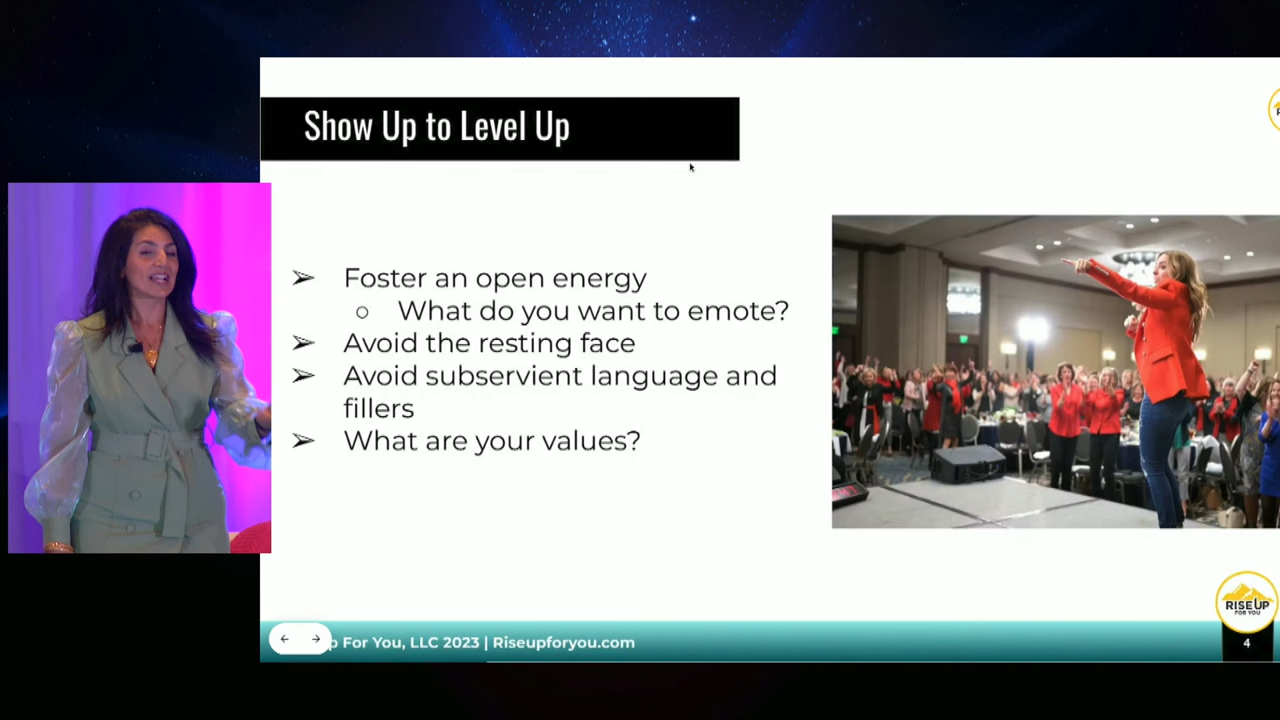 Show Up to Level Up
➢ Foster an open energy
○ What do you want to emote?
➢ Avoid the resting face
➢ Avoid subservient language and
fillers
➢ What are your values?
RISE UP
FOR YOU
p For You, LLC 2023 | Riseupforyou.com
4